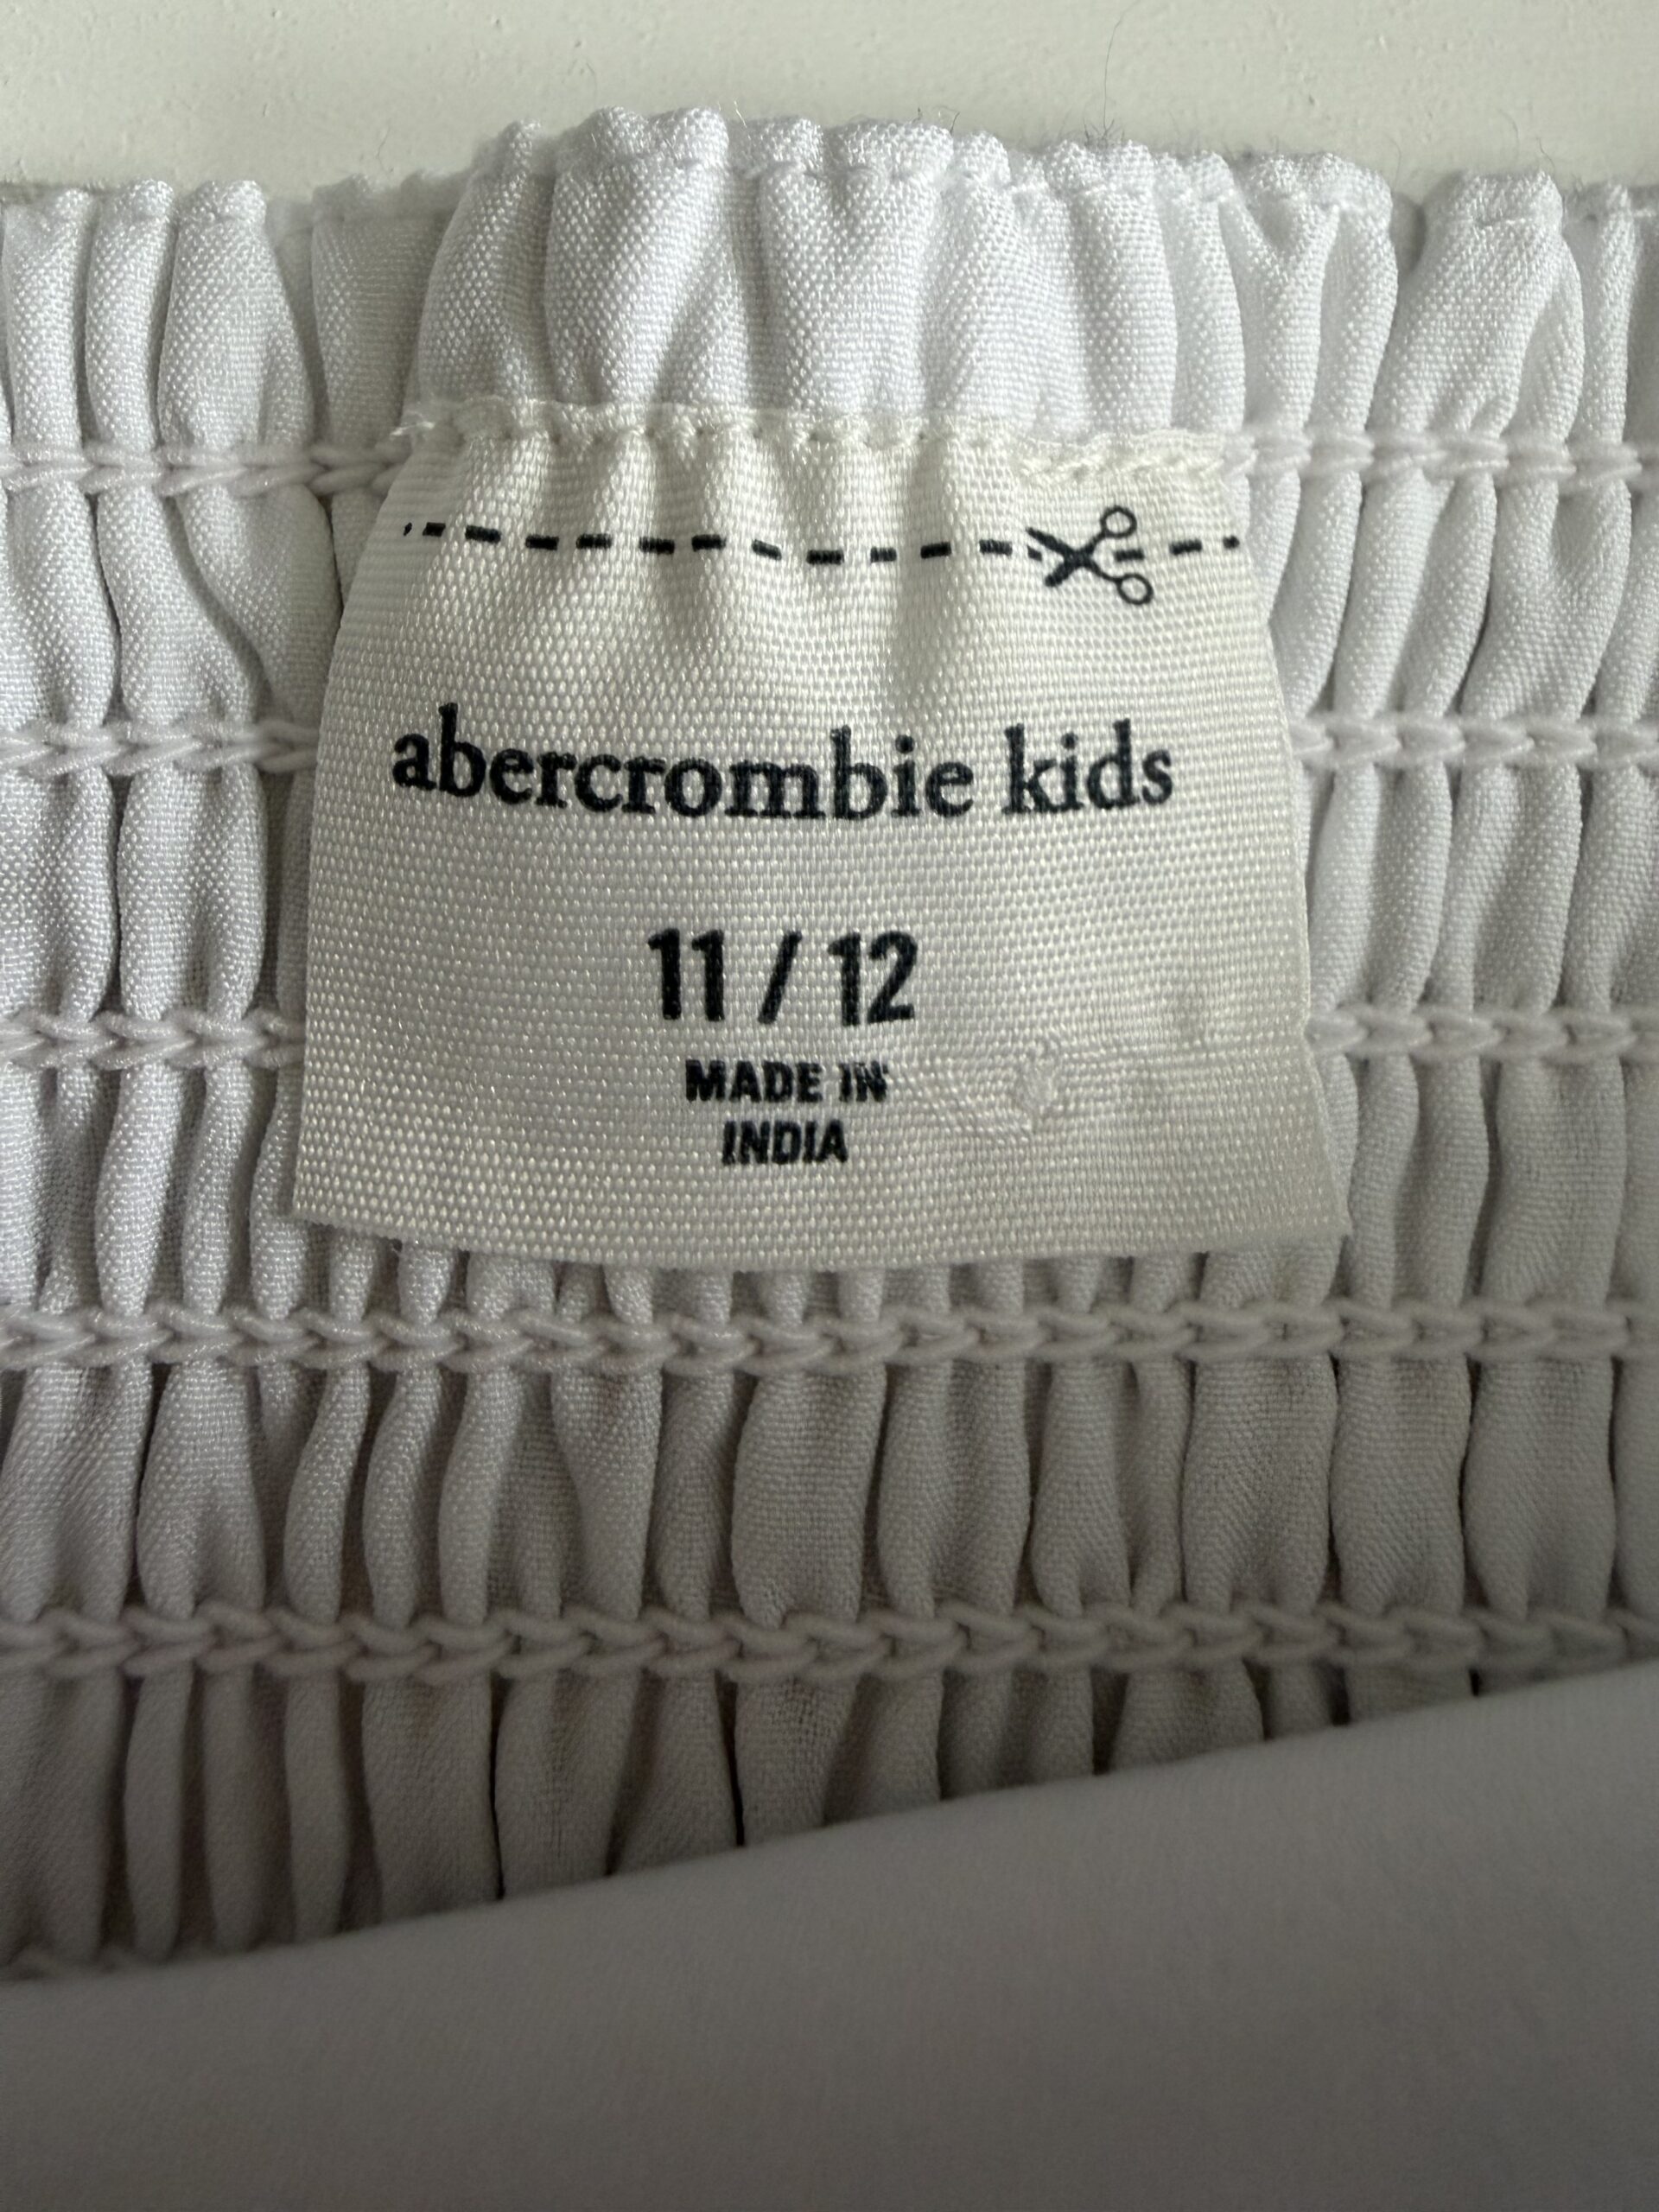 abercrombie kids
11 / 12
MADE IN
INDIA